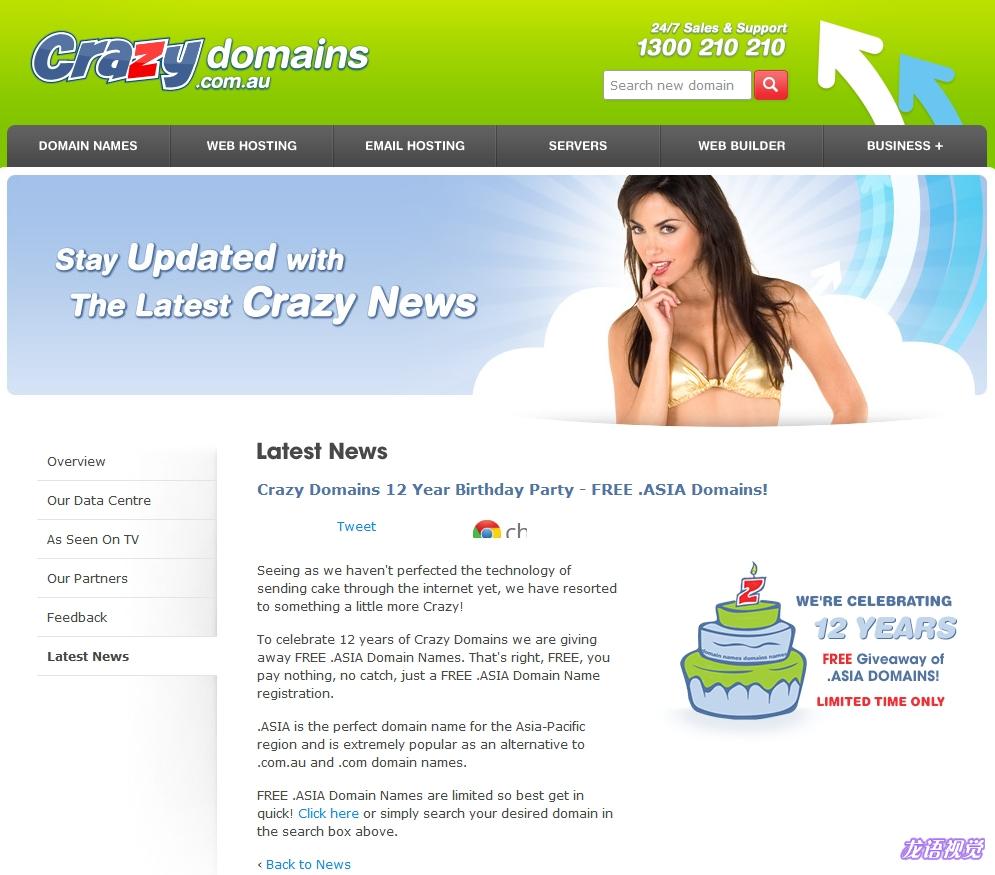 Crazy domains
.com.au
24/7 Sales & Support
1300 210 210
Search new domain
DOMAIN NAMES
WEB HOSTING
EMAIL HOSTING
SERVERS
WEB BUILDER
BUSINESS +
Stay Updated with
The Latest Crazy News
Overview
Our Data Centre
As Seen On TV
Our Partners
Feedback
Latest News
Latest News
Crazy Domains 12 Year Birthday Party - FREE .ASIA Domains!
Tweet
ch
Seeing as we haven't perfected the technology of
sending cake through the internet yet, we have resorted
to something a little more Crazy!
To celebrate 12 years of Crazy Domains we are giving
away FREE .ASIA Domain Names. That's right, FREE, you
pay nothing, no catch, just a FREE .ASIA Domain Name
registration.
.ASIA is the perfect domain name for the Asia-Pacific
region and is extremely popular as an alternative to
.com.au and .com domain names.
FREE .ASIA Domain Names are limited so best get in
quick! Click here or simply search your desired domain in
the search box above.
‹ Back to News
Z
domain names domains names
WE'RE CELEBRATING
12 YEARS
FREE Giveaway of
.ASIA DOMAINS!
LIMITED TIME ONLY
龙语视觉